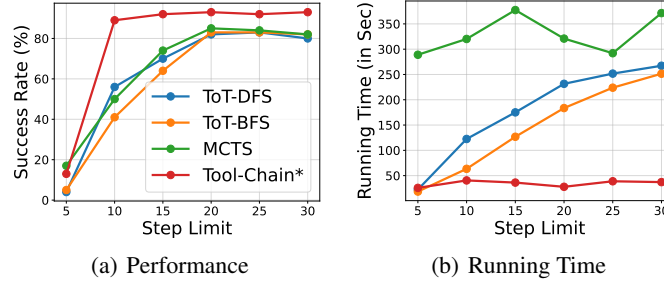 Success Rate (%)
80
60
40
20
0
5 10 15 20 25 30
Step Limit
ToT-DFS
ToT-BFS
MCTS
Tool-Chain*
(a) Performance
Running Time (in Sec)
350
300
250
200
150
100
50
5 10 15 20 25 30
Step Limit
(b) Running Time